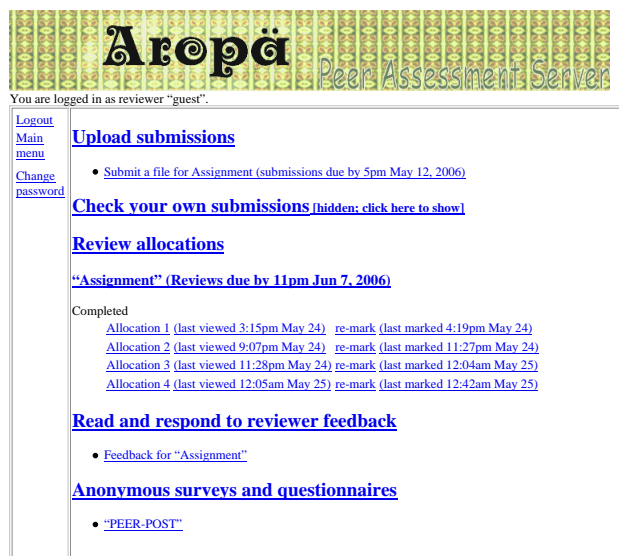 Aropä
Peer Assessment Server
You are logged in as reviewer “guest”.
Logout
Main
menu
Change
password
Upload submissions
Submit a file for Assignment (submissions due by 5pm May 12, 2006)
Check your own submissions [hidden; click here to show]
Review allocations
“Assignment” (Reviews due by 11pm Jun 7, 2006)
Completed
Allocation 1 (last viewed 3:15pm May 24) re-mark (last marked 4:19pm May 24)
Allocation 2 (last viewed 9:07pm May 24) re-mark (last marked 11:27pm May 24)
Allocation 3 (last viewed 11:28pm May 24) re-mark (last marked 12:04am May 25)
Allocation 4 (last viewed 12:05am May 25) re-mark (last marked 12:42am May 25)
Read and respond to reviewer feedback
Feedback for “Assignment”
Anonymous surveys and questionnaires
“PEER-POST”